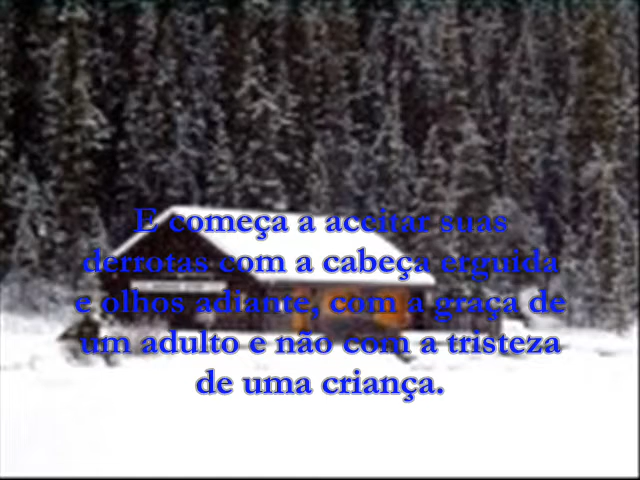 E começa a aceitar suas
derrotas com a cabeça erguida
e olhos adiante, com a graça de
um adulto e não com a tristeza
de uma criança.